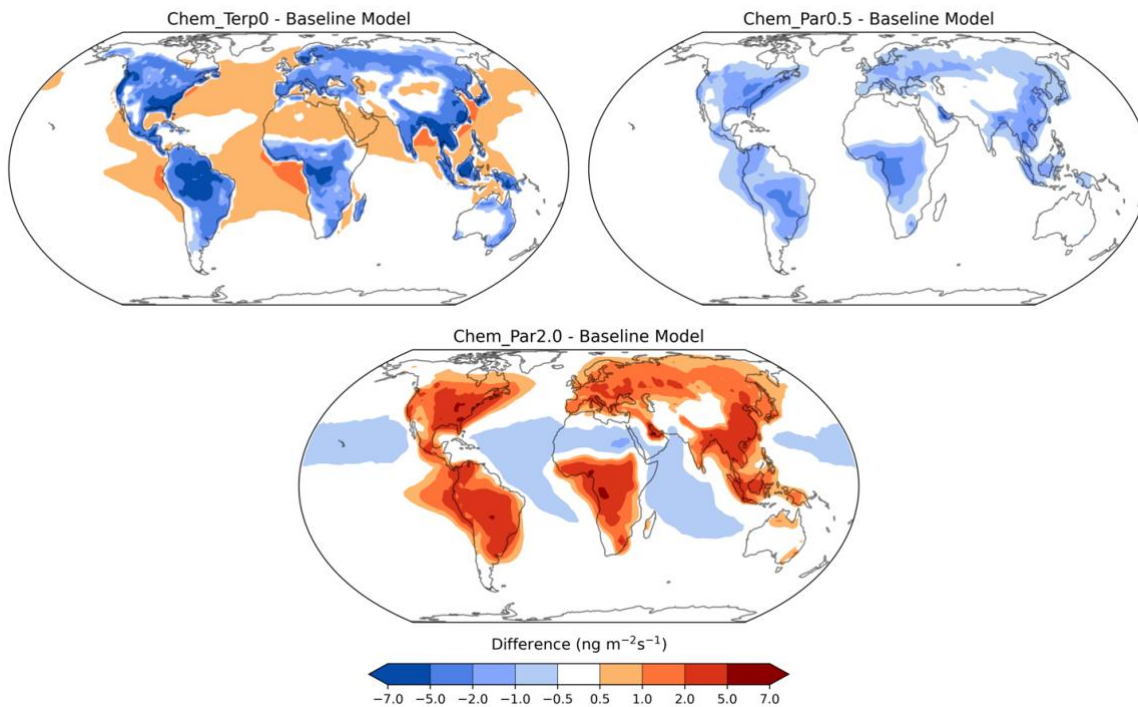 Chem_Terp0 - Baseline Model
Chem_Par0.5 - Baseline Model
Chem_Par2.0 - Baseline Model
Difference (ng m⁻²s⁻¹)
−7.0 −5.0 −2.0 −1.0 −0.5 0.5 1.0 2.0 5.0 7.0